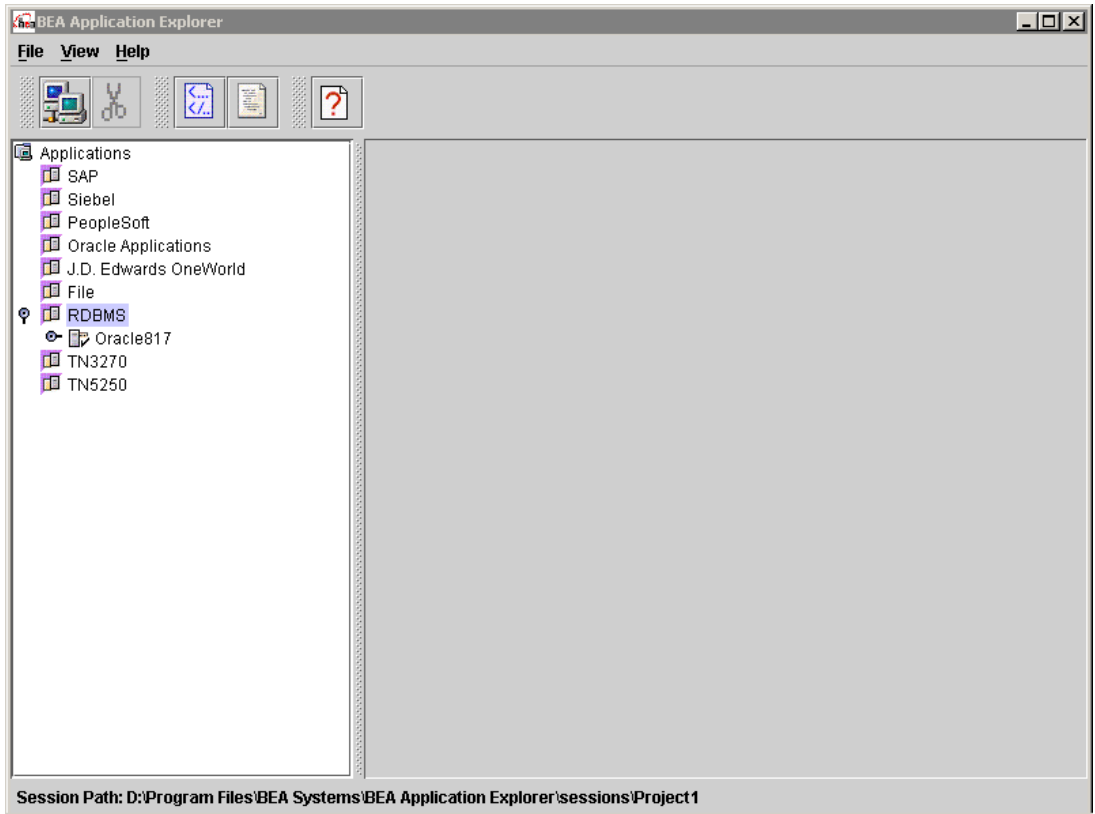 BEA Application Explorer
File View Help
Applications
SAP
Siebel
PeopleSoft
Oracle Applications
J.D. Edwards OneWorld
File
RDBMS
Oracle817
TN3270
TN5250
Session Path: D:\Program Files\BEA Systems\BEA Application Explorer\sessions\Project1